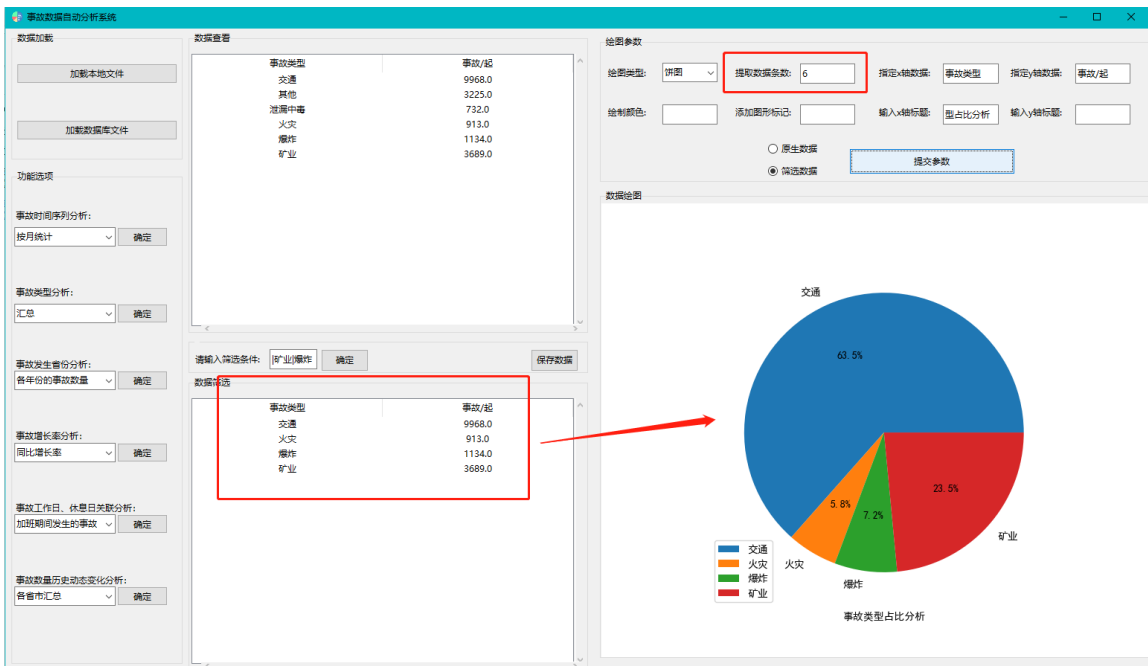 事故数据自动分析系统
数据加载
加载本地文件
加载数据库文件
功能选项
事故时间序列分析:
按月统计 确定
事故类型分析:
汇总 确定
事故发生省份分析:
各年份的事故数量 确定
事故增长率分析:
同比增长率 确定
事故工作日、休息日关联分析:
加班期间发生的事故 确定
事故数量历史动态变化分析:
各省市汇总 确定
数据查看
事故类型 事故/起
交通 9968.0
其他 3225.0
泄漏中毒 732.0
火灾 913.0
爆炸 1134.0
矿业 3689.0
请输入筛选条件: |矿业|爆炸 确定 保存数据
数据筛选
事故类型 事故/起
交通 9968.0
火灾 913.0
爆炸 1134.0
矿业 3689.0
绘图参数
绘图类型: 饼图 提取数据条数: 6 指定x轴数据: 事故类型 指定y轴数据: 事故/起
绘制颜色: 添加图形标记: 输入x轴标题: 型占比分析 输入y轴标题:
原生数据
筛选数据
提交参数
数据绘图
交通
63.5%
23.5%
5.8%
7.2%
矿业
火灾
爆炸
交通
火灾
爆炸
矿业
事故类型占比分析